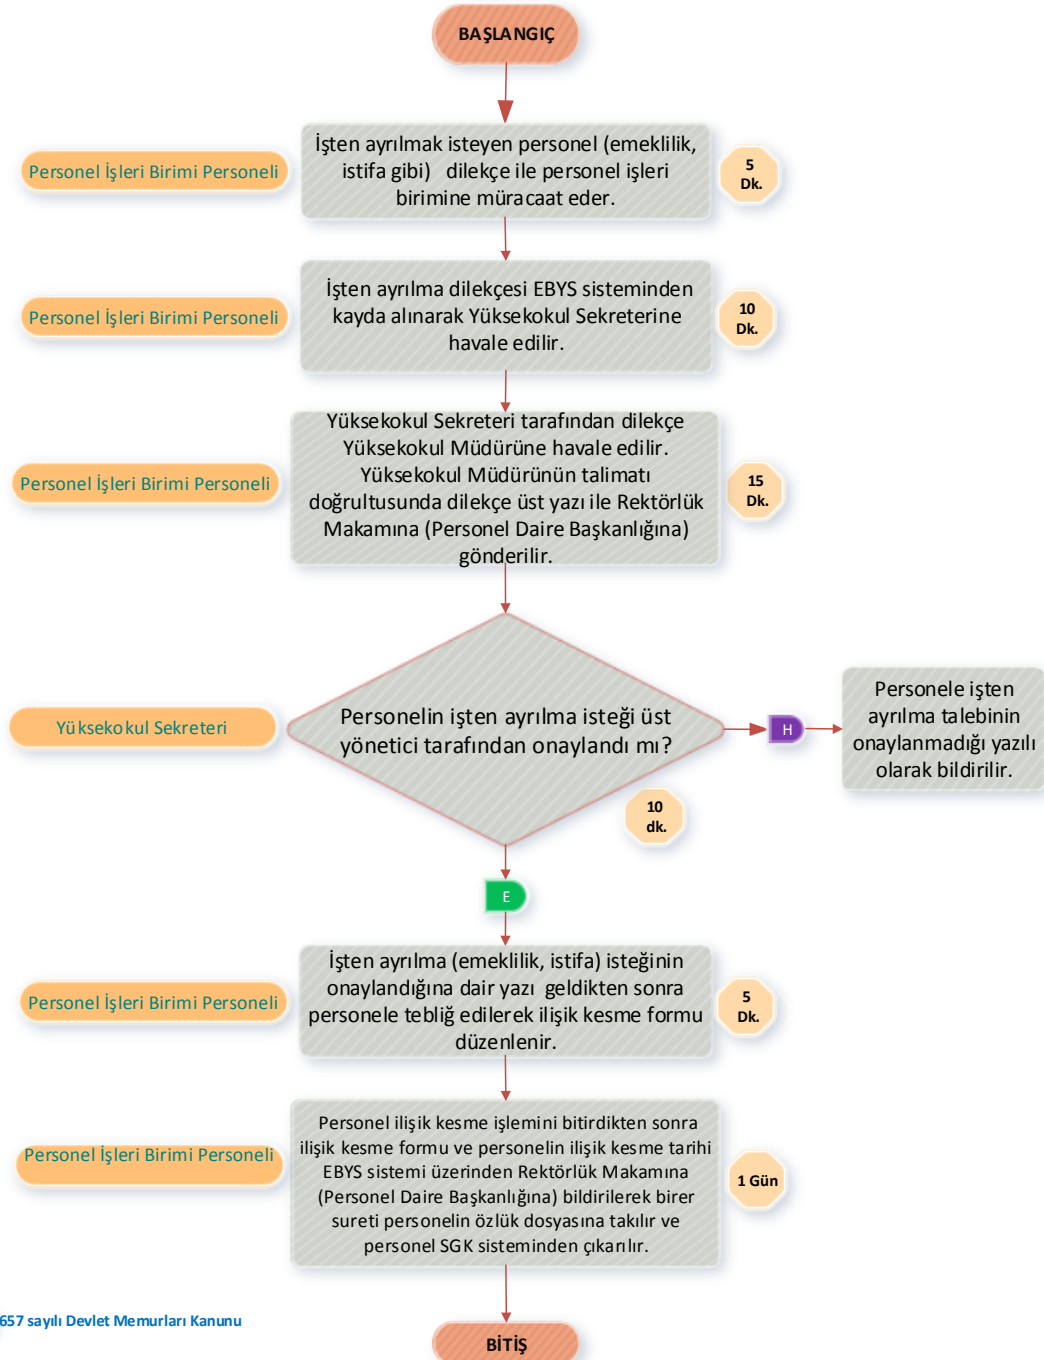 BAŞLANGIÇ
Personel İşleri Birimi Personeli
İşten ayrılmak isteyen personel (emeklilik,
istifa gibi) dilekçe ile personel işleri
birimine müracaat eder.
5
Dk.
Personel İşleri Birimi Personeli
İşten ayrılma dilekçesi EBYS sisteminden
kayda alınarak Yüksekokul Sekreterine
havale edilir.
10
Dk.
Personel İşleri Birimi Personeli
Yüksekokul Sekreteri tarafından dilekçe
Yüksekokul Müdürüne havale edilir.
Yüksekokul Müdürünün talimatı
doğrultusunda dilekçe üst yazı ile Rektörlük
Makamına (Personel Daire Başkanlığına)
gönderilir.
15
Dk.
Yüksekokul Sekreteri
Personelin işten ayrılma isteği üst
yönetici tarafından onaylandı mı?
10
dk.
H
Personele işten
ayrılma talebinin
onaylanmadığı yazılı
olarak bildirilir.
E
Personel İşleri Birimi Personeli
İşten ayrılma (emeklilik, istifa) isteğinin
onaylandığına dair yazı geldikten sonra
personele tebliğ edilerek ilişik kesme formu
düzenlenir.
5
Dk.
Personel İşleri Birimi Personeli
Personel ilişik kesme işlemini bitirdikten sonra
ilişik kesme formu ve personelin ilişik kesme tarihi
EBYS sistemi üzerinden Rektörlük Makamına
(Personel Daire Başkanlığına) bildirilerek birer
sureti personelin özlük dosyasına takılır ve
personel SGK sisteminden çıkarılır.
1 Gün
657 sayılı Devlet Memurları Kanunu
BİTİŞ